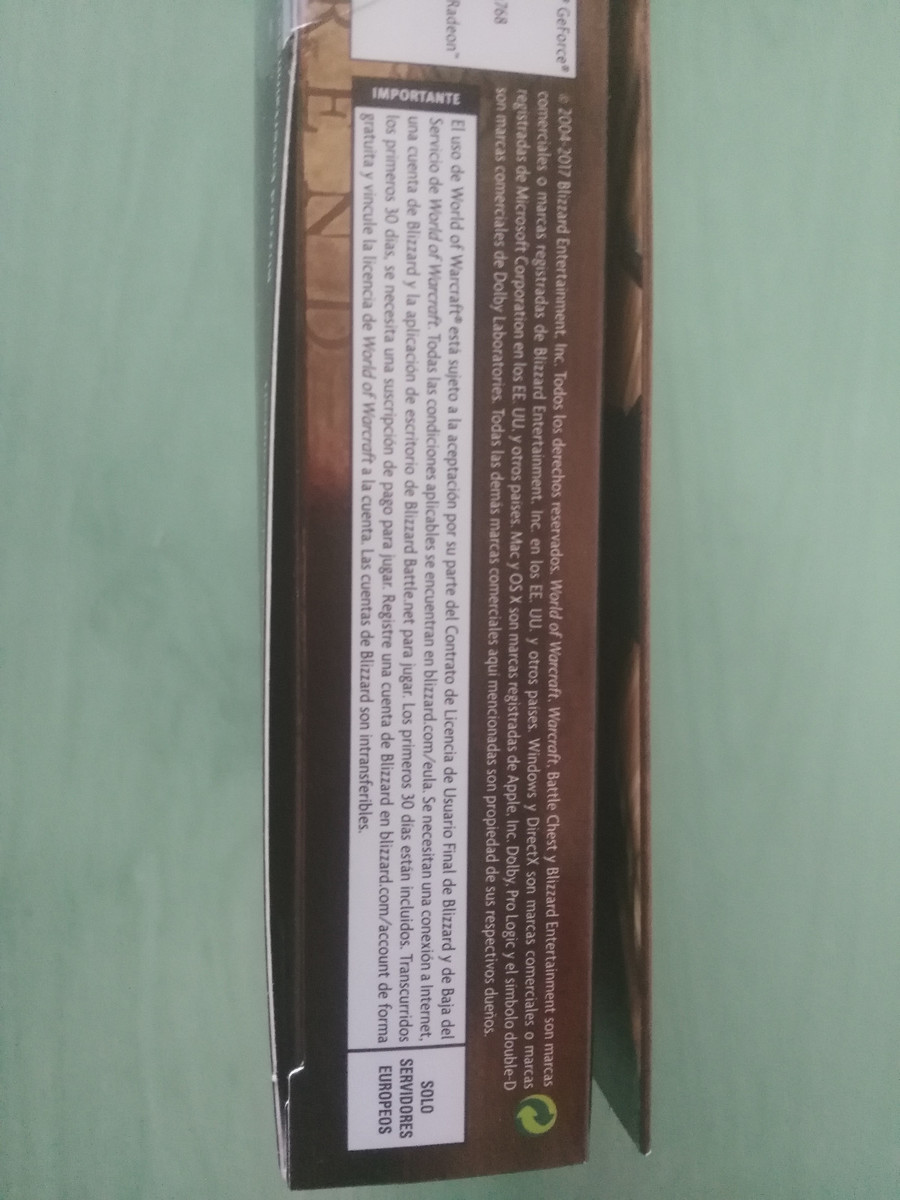 GeForce®
768
Radeon™
© 2004-2017 Blizzard Entertainment, Inc. Todos los derechos reservados. World of Warcraft, Warcraft, Battle Chest y Blizzard Entertainment son marcas
comerciales o marcas registradas de Blizzard Entertainment, Inc. en los EE. UU. y otros países. Windows y DirectX son marcas comerciales o marcas
registradas de Microsoft Corporation en los EE. UU. y otros países. Mac y OS X son marcas registradas de Apple, Inc. Dolby, Pro Logic y el símbolo double-D
son marcas comerciales de Dolby Laboratories. Todas las demás marcas comerciales aquí mencionadas son propiedad de sus respectivos dueños.
IMPORTANTE
El uso de World of Warcraft® está sujeto a la aceptación por su parte del Contrato de Licencia de Usuario Final de Blizzard y de Baja del
Servicio de World of Warcraft. Todas las condiciones aplicables se encuentran en blizzard.com/eula. Se necesitan una conexión a Internet,
una cuenta de Blizzard y la aplicación de escritorio de Blizzard Battle.net para jugar. Los primeros 30 días están incluidos. Transcurridos
los primeros 30 días, se necesita una suscripción de pago para jugar. Registre una cuenta de Blizzard en blizzard.com/account de forma
gratuita y vincule la licencia de World of Warcraft a la cuenta. Las cuentas de Blizzard son intransferibles.
SOLO
SERVIDORES
EUROPEOS
REND